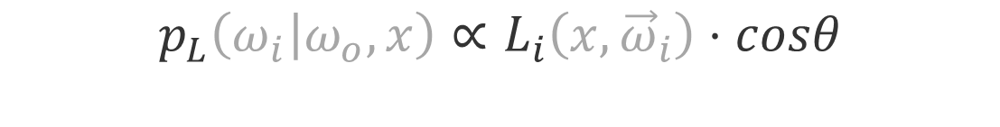 p_L(ω_i|ω_o, x) ∝ L_i(x, ω⃗_i) · cosθ